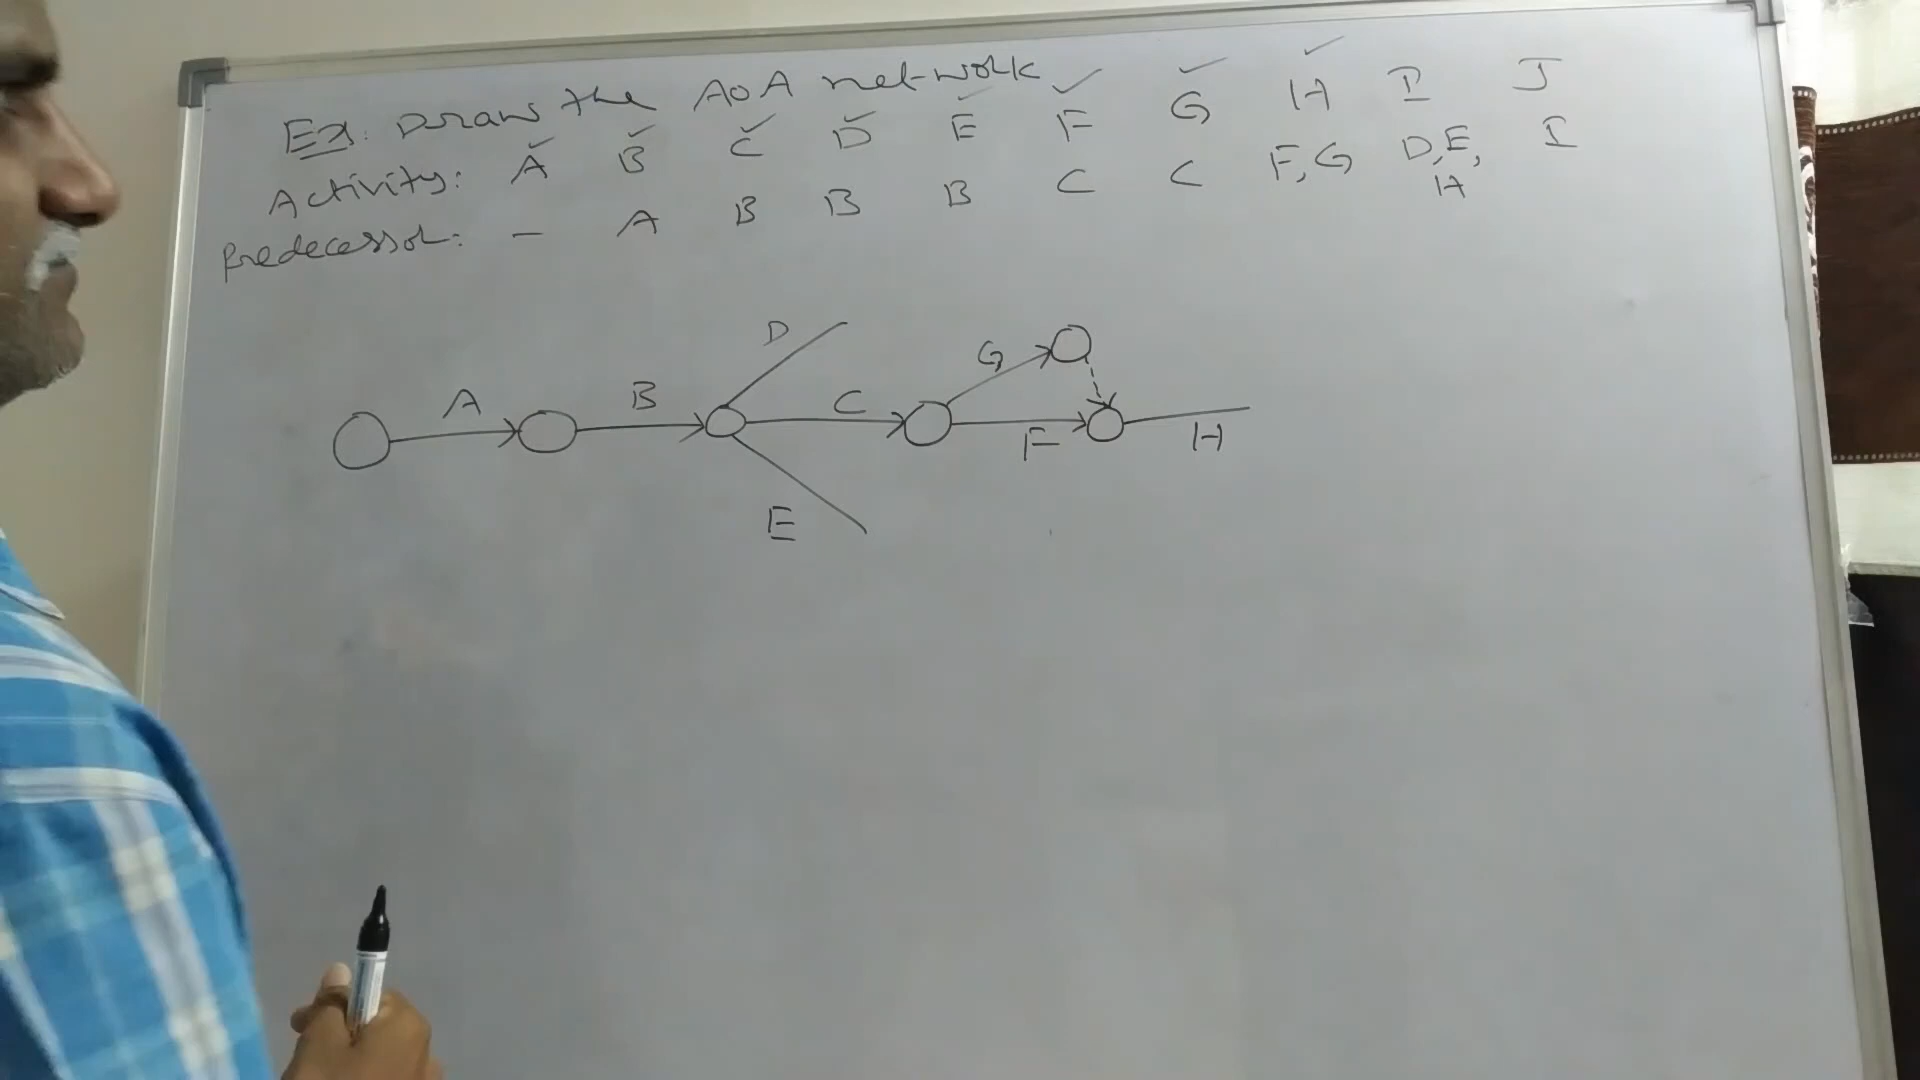 Ex: Draw the AOA network
Activity: A B C D E F G H I J
Predecessor: - A B B B C C F,G D,E, I
H
D
G
A B C
F H
E